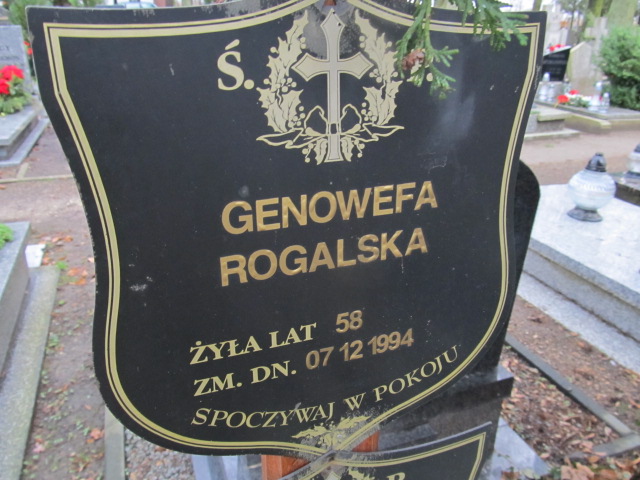 Ś.
GENOWEFA
ROGALSKA
ŻYŁA LAT 58
ZM. DN. 07 12 1994
SPOCZYWAJ W POKOJU